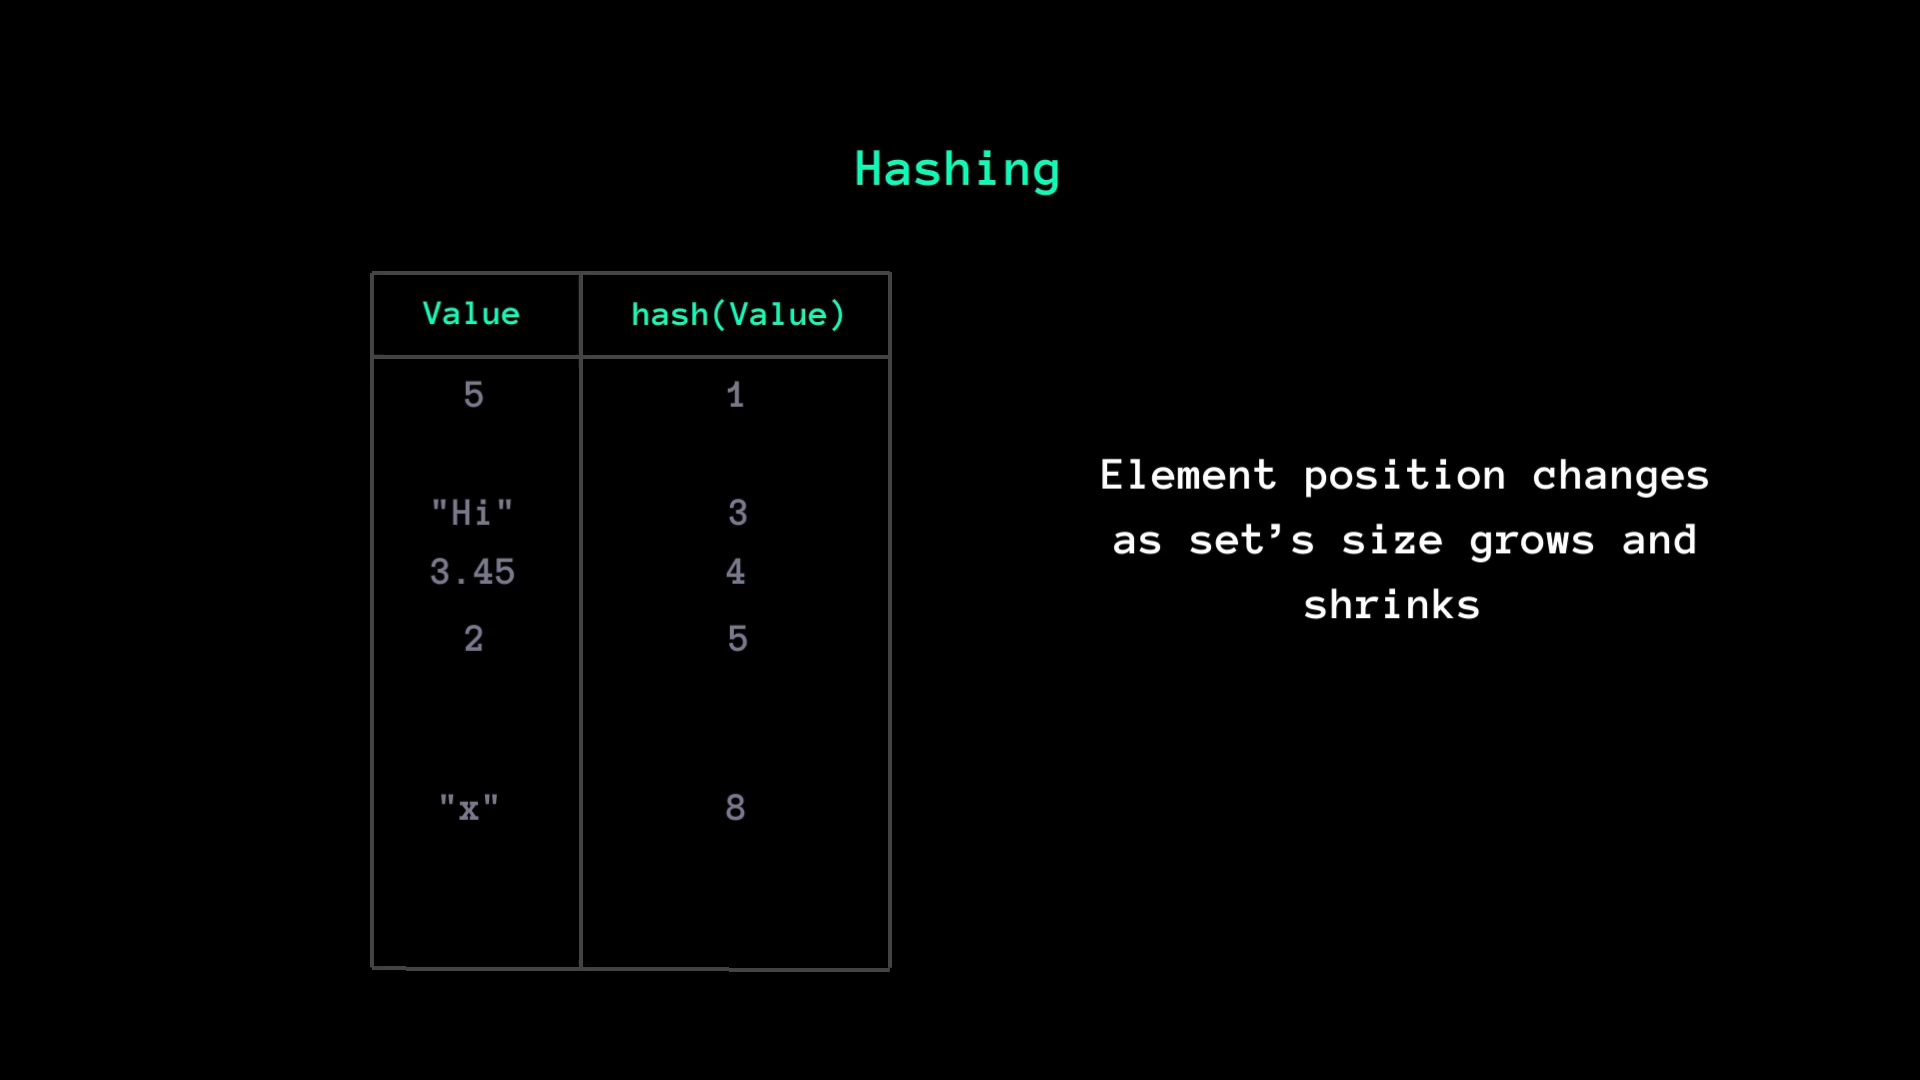 Hashing
Value hash(Value)
5 1
"Hi" 3
3.45 4
2 5
"x" 8
Element position changes
as set’s size grows and
shrinks